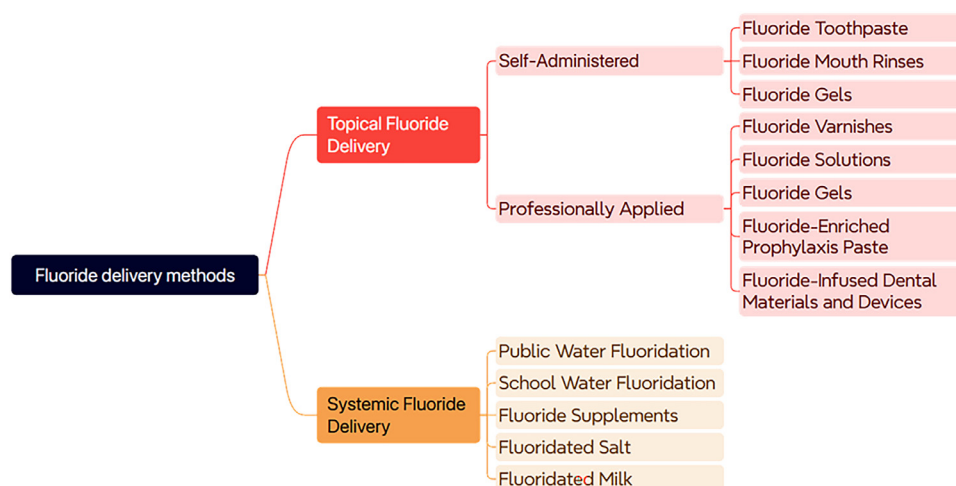 Fluoride delivery methods
Topical Fluoride
Delivery
Self-Administered
Fluoride Toothpaste
Fluoride Mouth Rinses
Fluoride Gels
Professionally Applied
Fluoride Varnishes
Fluoride Solutions
Fluoride Gels
Fluoride-Enriched
Prophylaxis Paste
Fluoride-Infused Dental
Materials and Devices
Systemic Fluoride
Delivery
Public Water Fluoridation
School Water Fluoridation
Fluoride Supplements
Fluoridated Salt
Fluoridated Milk